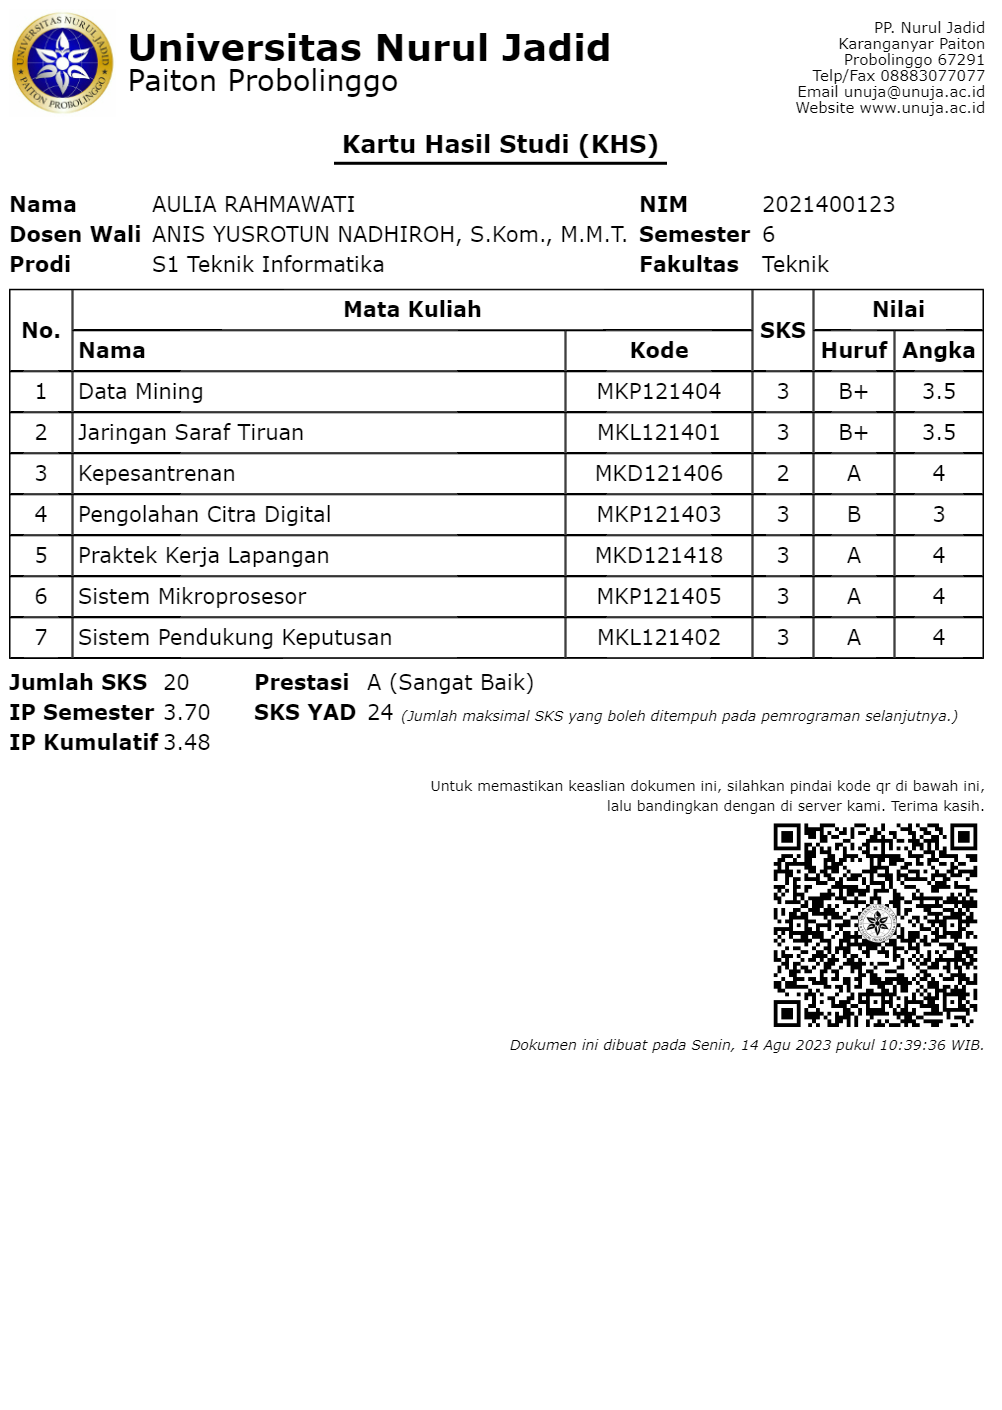 UNIVERSITAS NURUL JADID
PAITON PROBOLINGGO
Universitas Nurul Jadid
Paiton Probolinggo
PP. Nurul Jadid
Karanganyar Paiton
Probolinggo 67291
Telp/Fax 08883077077
Email unuja@unuja.ac.id
Website www.unuja.ac.id
Kartu Hasil Studi (KHS)
Nama AULIA RAHMAWATI NIM 2021400123
Dosen Wali ANIS YUSROTUN NADHIROH, S.Kom., M.M.T. Semester 6
Prodi S1 Teknik Informatika Fakultas Teknik
No. Mata Kuliah SKS Nilai
Nama Kode Huruf Angka
1 Data Mining MKP121404 3 B+ 3.5
2 Jaringan Saraf Tiruan MKL121401 3 B+ 3.5
3 Kepesantrenan MKD121406 2 A 4
4 Pengolahan Citra Digital MKP121403 3 B 3
5 Praktek Kerja Lapangan MKD121418 3 A 4
6 Sistem Mikroprosesor MKP121405 3 A 4
7 Sistem Pendukung Keputusan MKL121402 3 A 4
Jumlah SKS 20 Prestasi A (Sangat Baik)
IP Semester 3.70 SKS YAD 24 (Jumlah maksimal SKS yang boleh ditempuh pada pemrograman selanjutnya.)
IP Kumulatif 3.48
Untuk memastikan keaslian dokumen ini, silahkan pindai kode qr di bawah ini,
lalu bandingkan dengan di server kami. Terima kasih.
Dokumen ini dibuat pada Senin, 14 Agu 2023 pukul 10:39:36 WIB.